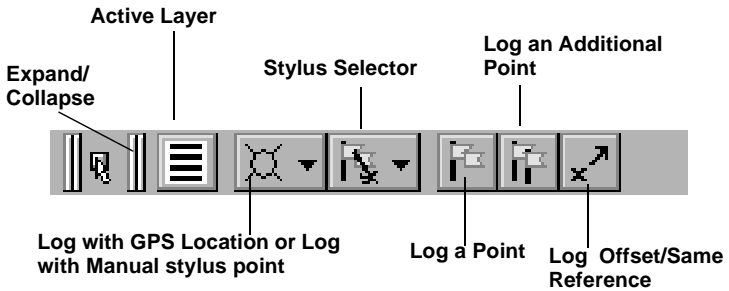 Active Layer
Log an Additional
Point
Stylus Selector
Expand/
Collapse
Log with GPS Location or Log
with Manual stylus point
Log a Point
Log Offset/Same
Reference